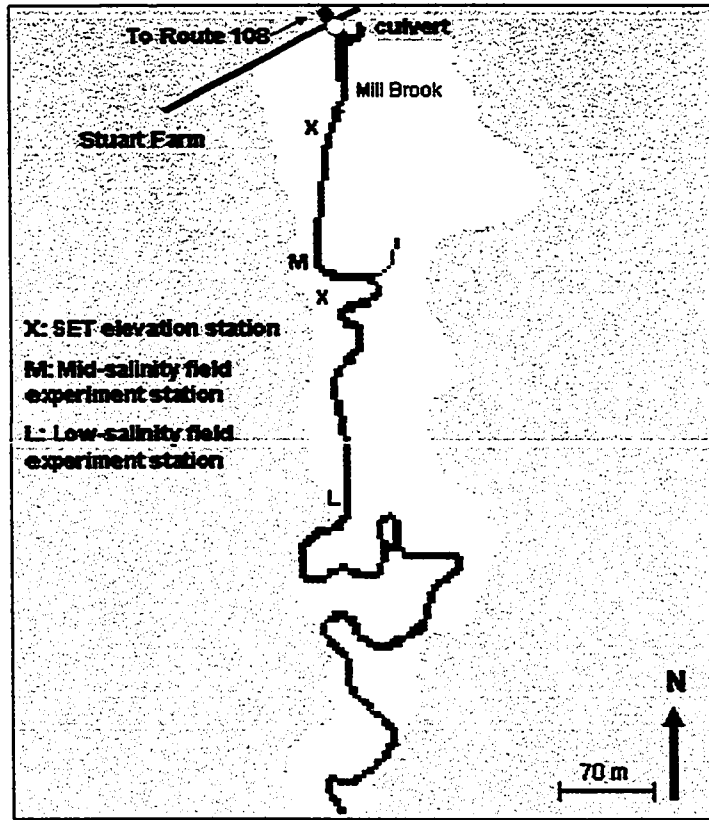 To Route 108
culvert
Mill Brook
Stuart Farm
X
M
X
X: SET elevation station
M: Mid-salinity field
experiment station
L: Low-salinity field
experiment station
L
N
70 m